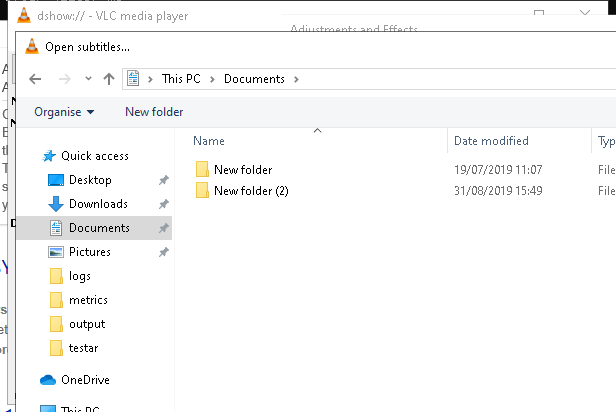 dshow:// - VLC media player
Adjustments and Effects
Open subtitles...
This PC > Documents >
Organise New folder
Name Date modified Typ
Quick access
New folder 19/07/2019 11:07 File
Desktop
New folder (2) 31/08/2019 15:49 File
Downloads
Documents
Pictures
logs
metrics
output
testar
OneDrive
This PC